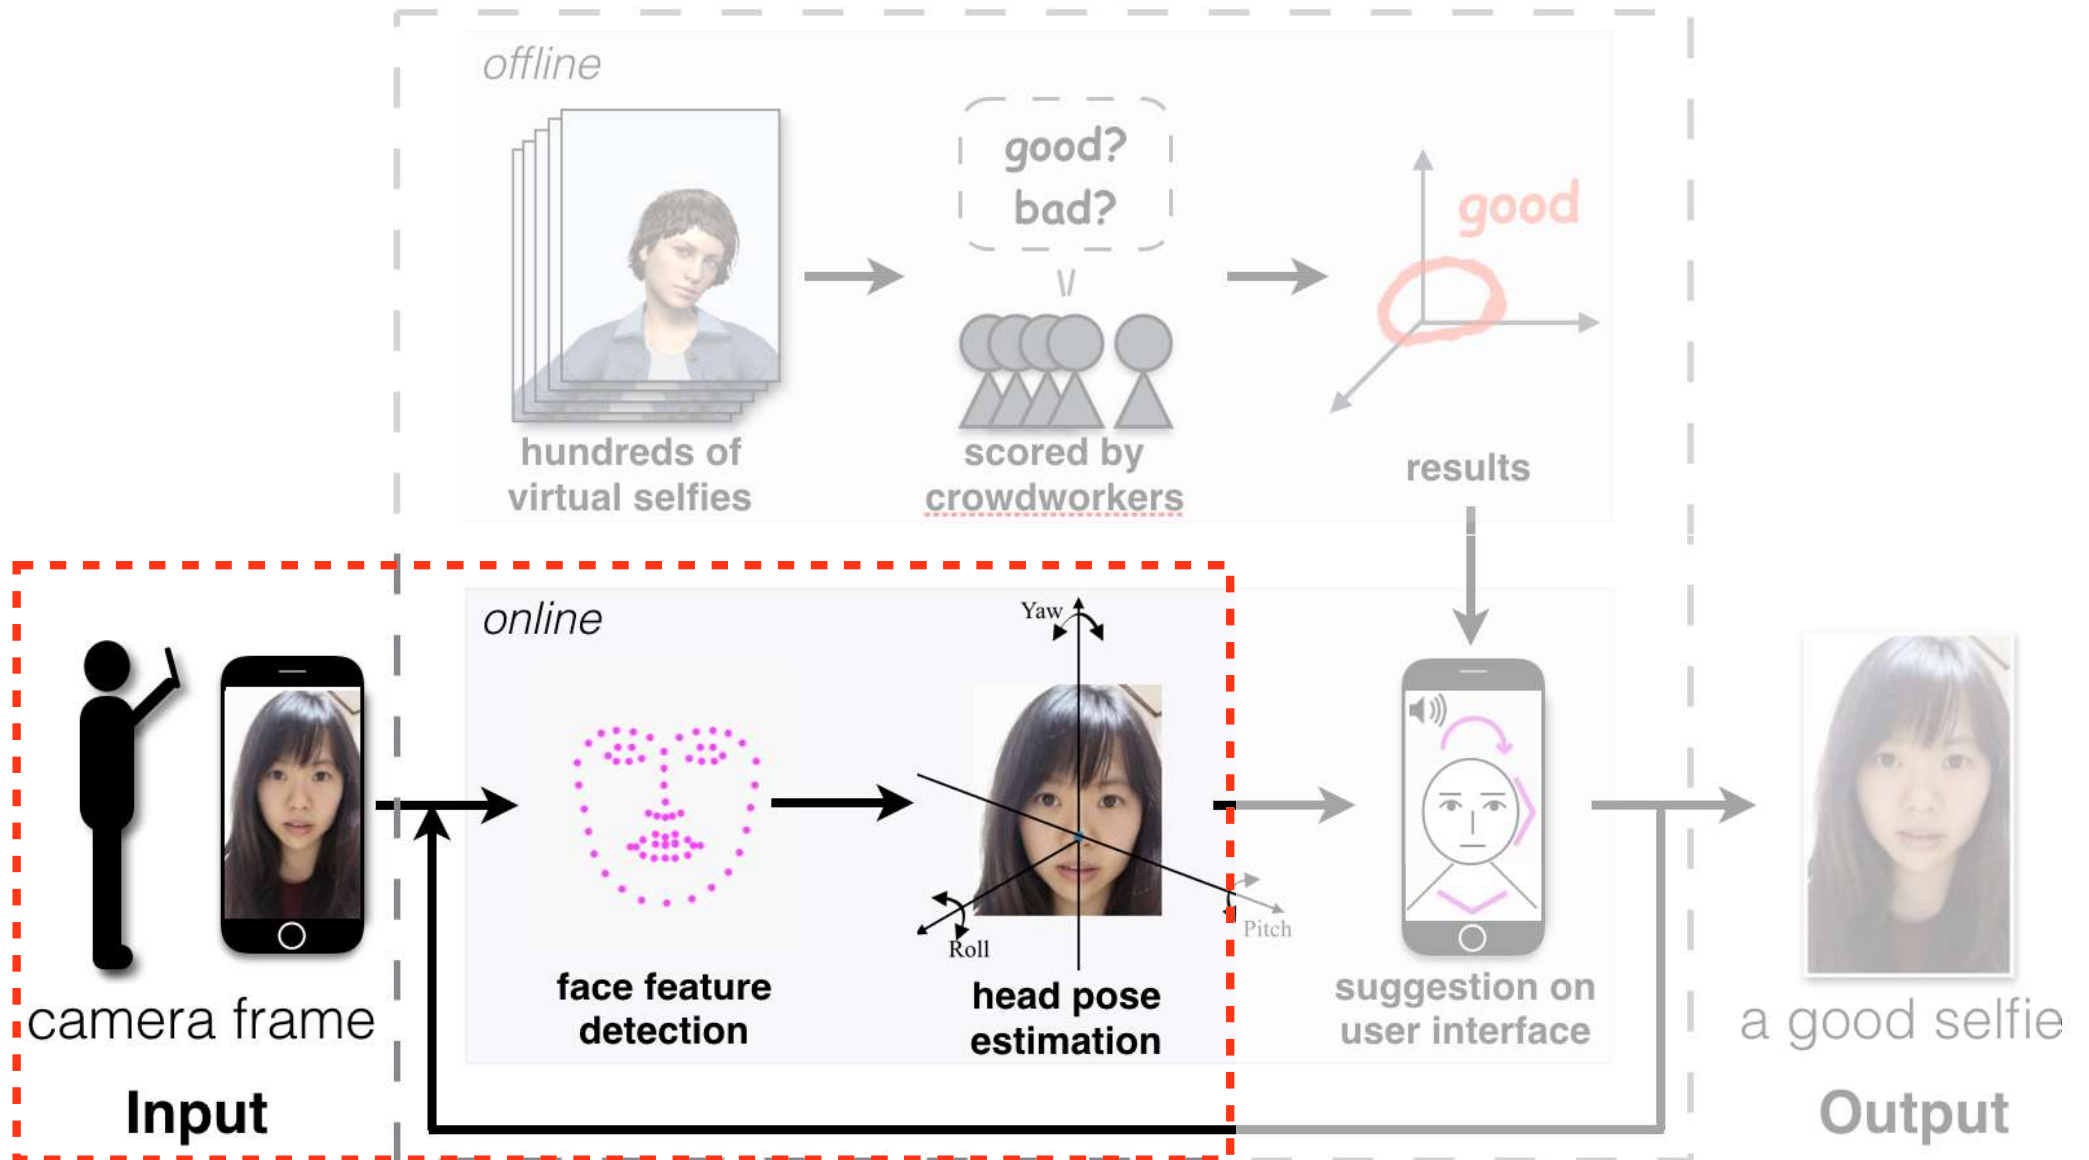 offline
good?
bad?
good
hundreds of
virtual selfies
scored by
crowdworkers
results
online
Yaw
Roll
Pitch
face feature
detection
head pose
estimation
suggestion on
user interface
camera frame
a good selfie
Input
Output